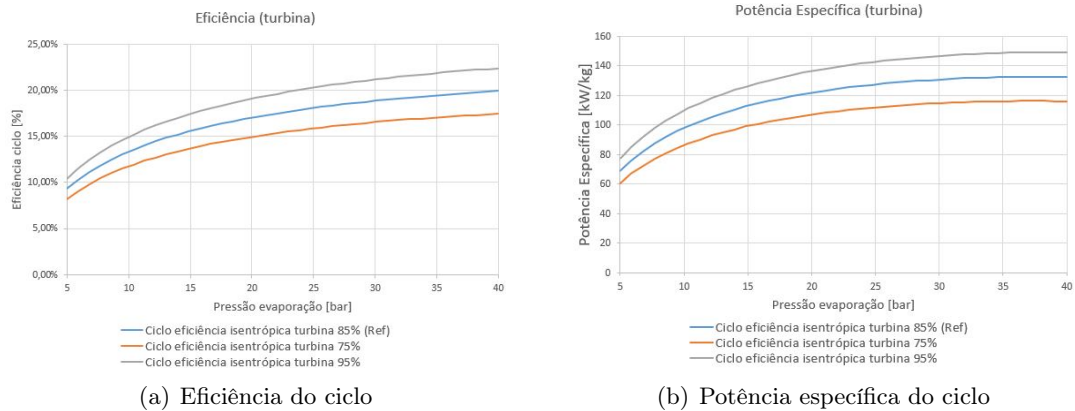 Eficiência (turbina)
Eficiência ciclo [%]
25,00%
20,00%
15,00%
10,00%
5,00%
0,00%
5 10 15 20 25 30 35 40
Pressão evaporação [bar]
Ciclo eficiência isentrópica turbina 85% (Ref)
Ciclo eficiência isentrópica turbina 75%
Ciclo eficiência isentrópica turbina 95%
(a) Eficiência do ciclo
Potência Específica (turbina)
Potência Específica [kW/kg]
160
140
120
100
80
60
40
20
0
5 10 15 20 25 30 35 40
Pressão evaporação [bar]
Ciclo eficiência isentrópica turbina 85% (Ref)
Ciclo eficiência isentrópica turbina 75%
Ciclo eficiência isentrópica turbina 95%
(b) Potência específica do ciclo